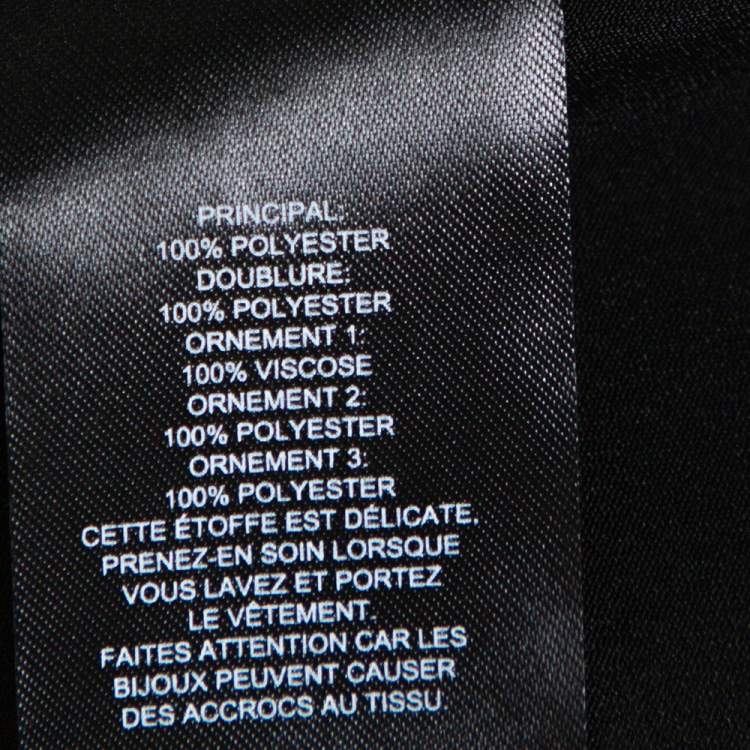 PRINCIPAL:
100% POLYESTER
DOUBLURE:
100% POLYESTER
ORNEMENT 1:
100% VISCOSE
ORNEMENT 2:
100% POLYESTER
ORNEMENT 3:
100% POLYESTER
CETTE ÉTOFFE EST DÉLICATE,
PRENEZ-EN SOIN LORSQUE
VOUS LAVEZ ET PORTEZ
LE VÊTEMENT.
FAITES ATTENTION CAR LES
BIJOUX PEUVENT CAUSER
DES ACCROCS AU TISSU